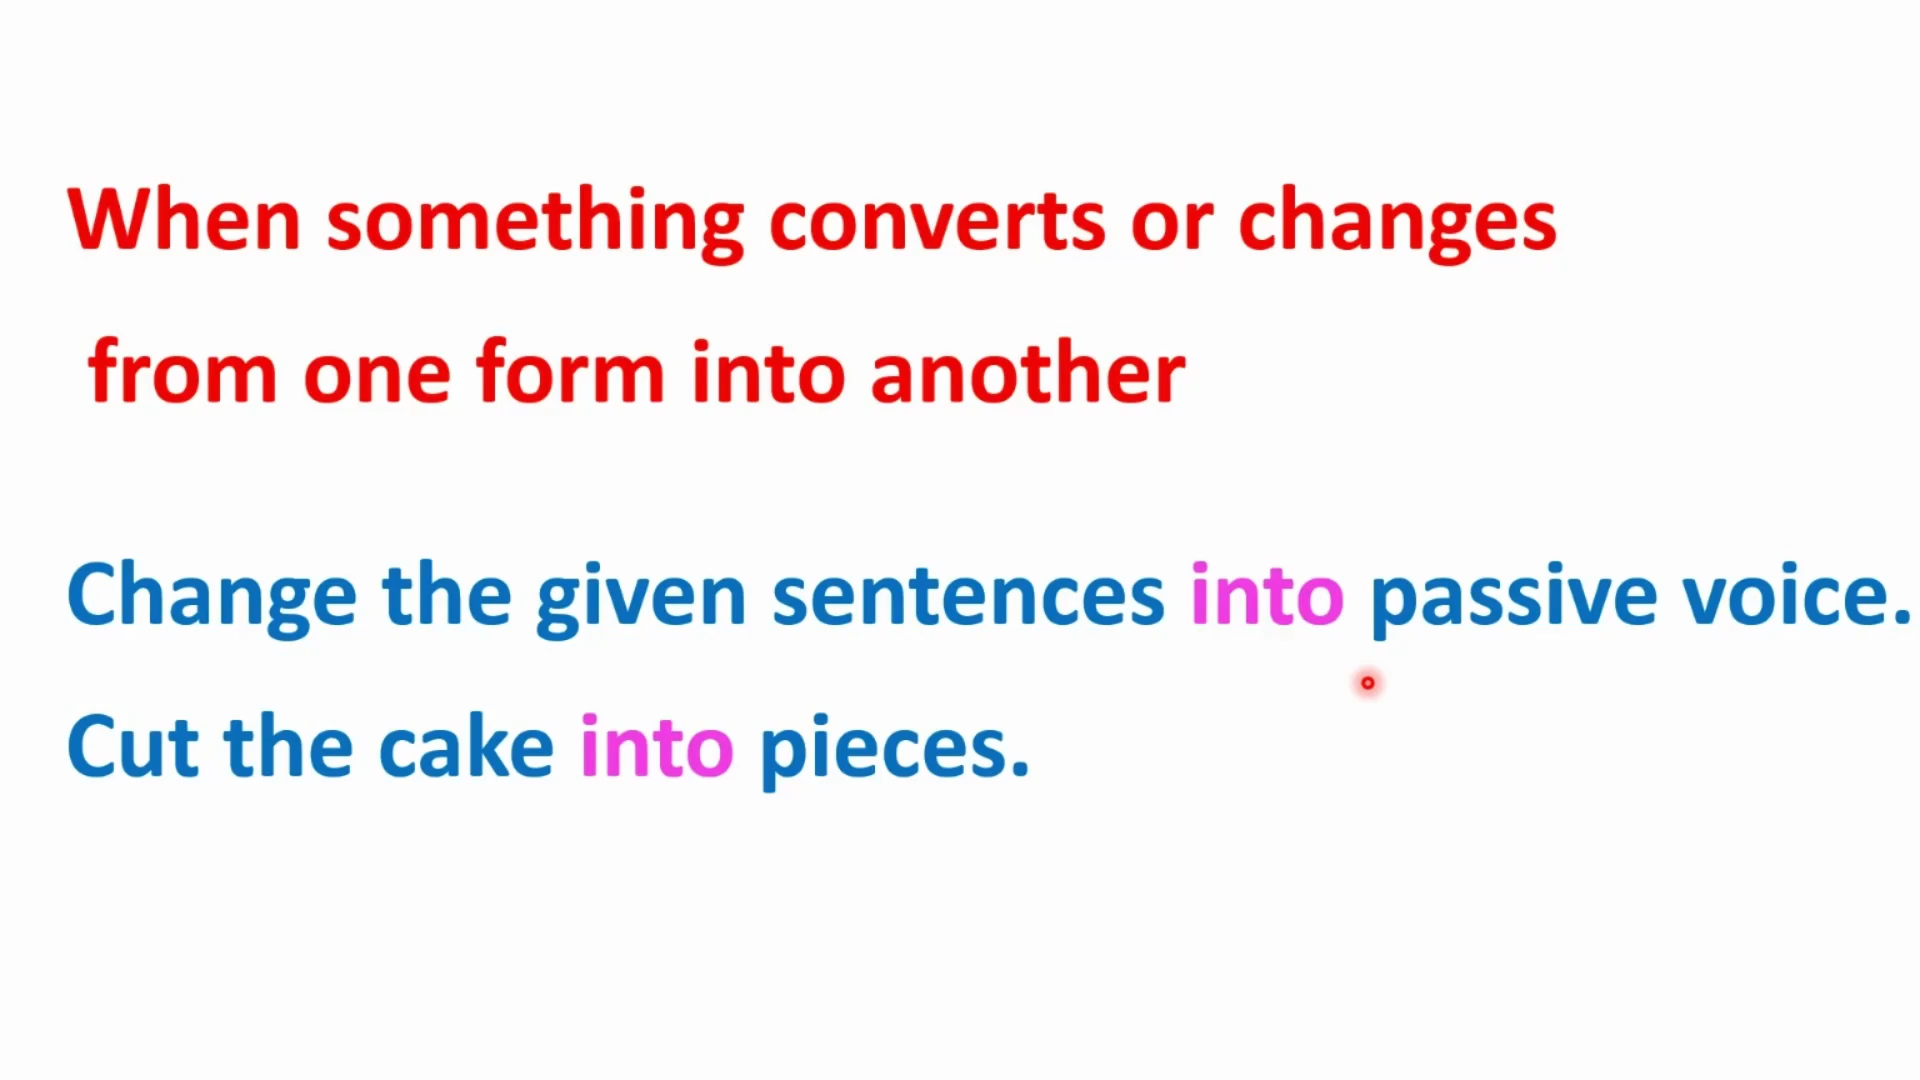 When something converts or changes
from one form into another
Change the given sentences into passive voice.
Cut the cake into pieces.